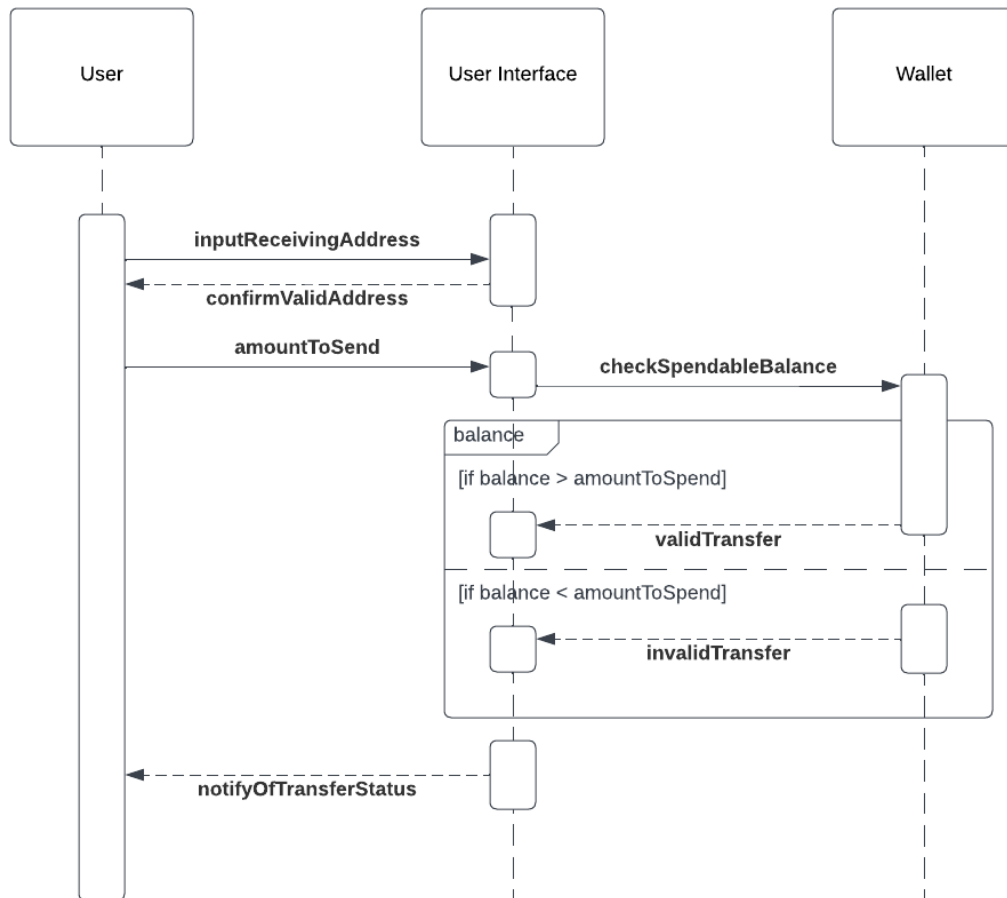 User
User Interface
Wallet
inputReceivingAddress
confirmValidAddress
amountToSend
checkSpendableBalance
balance
[if balance > amountToSpend]
validTransfer
[if balance < amountToSpend]
invalidTransfer
notifyOfTransferStatus